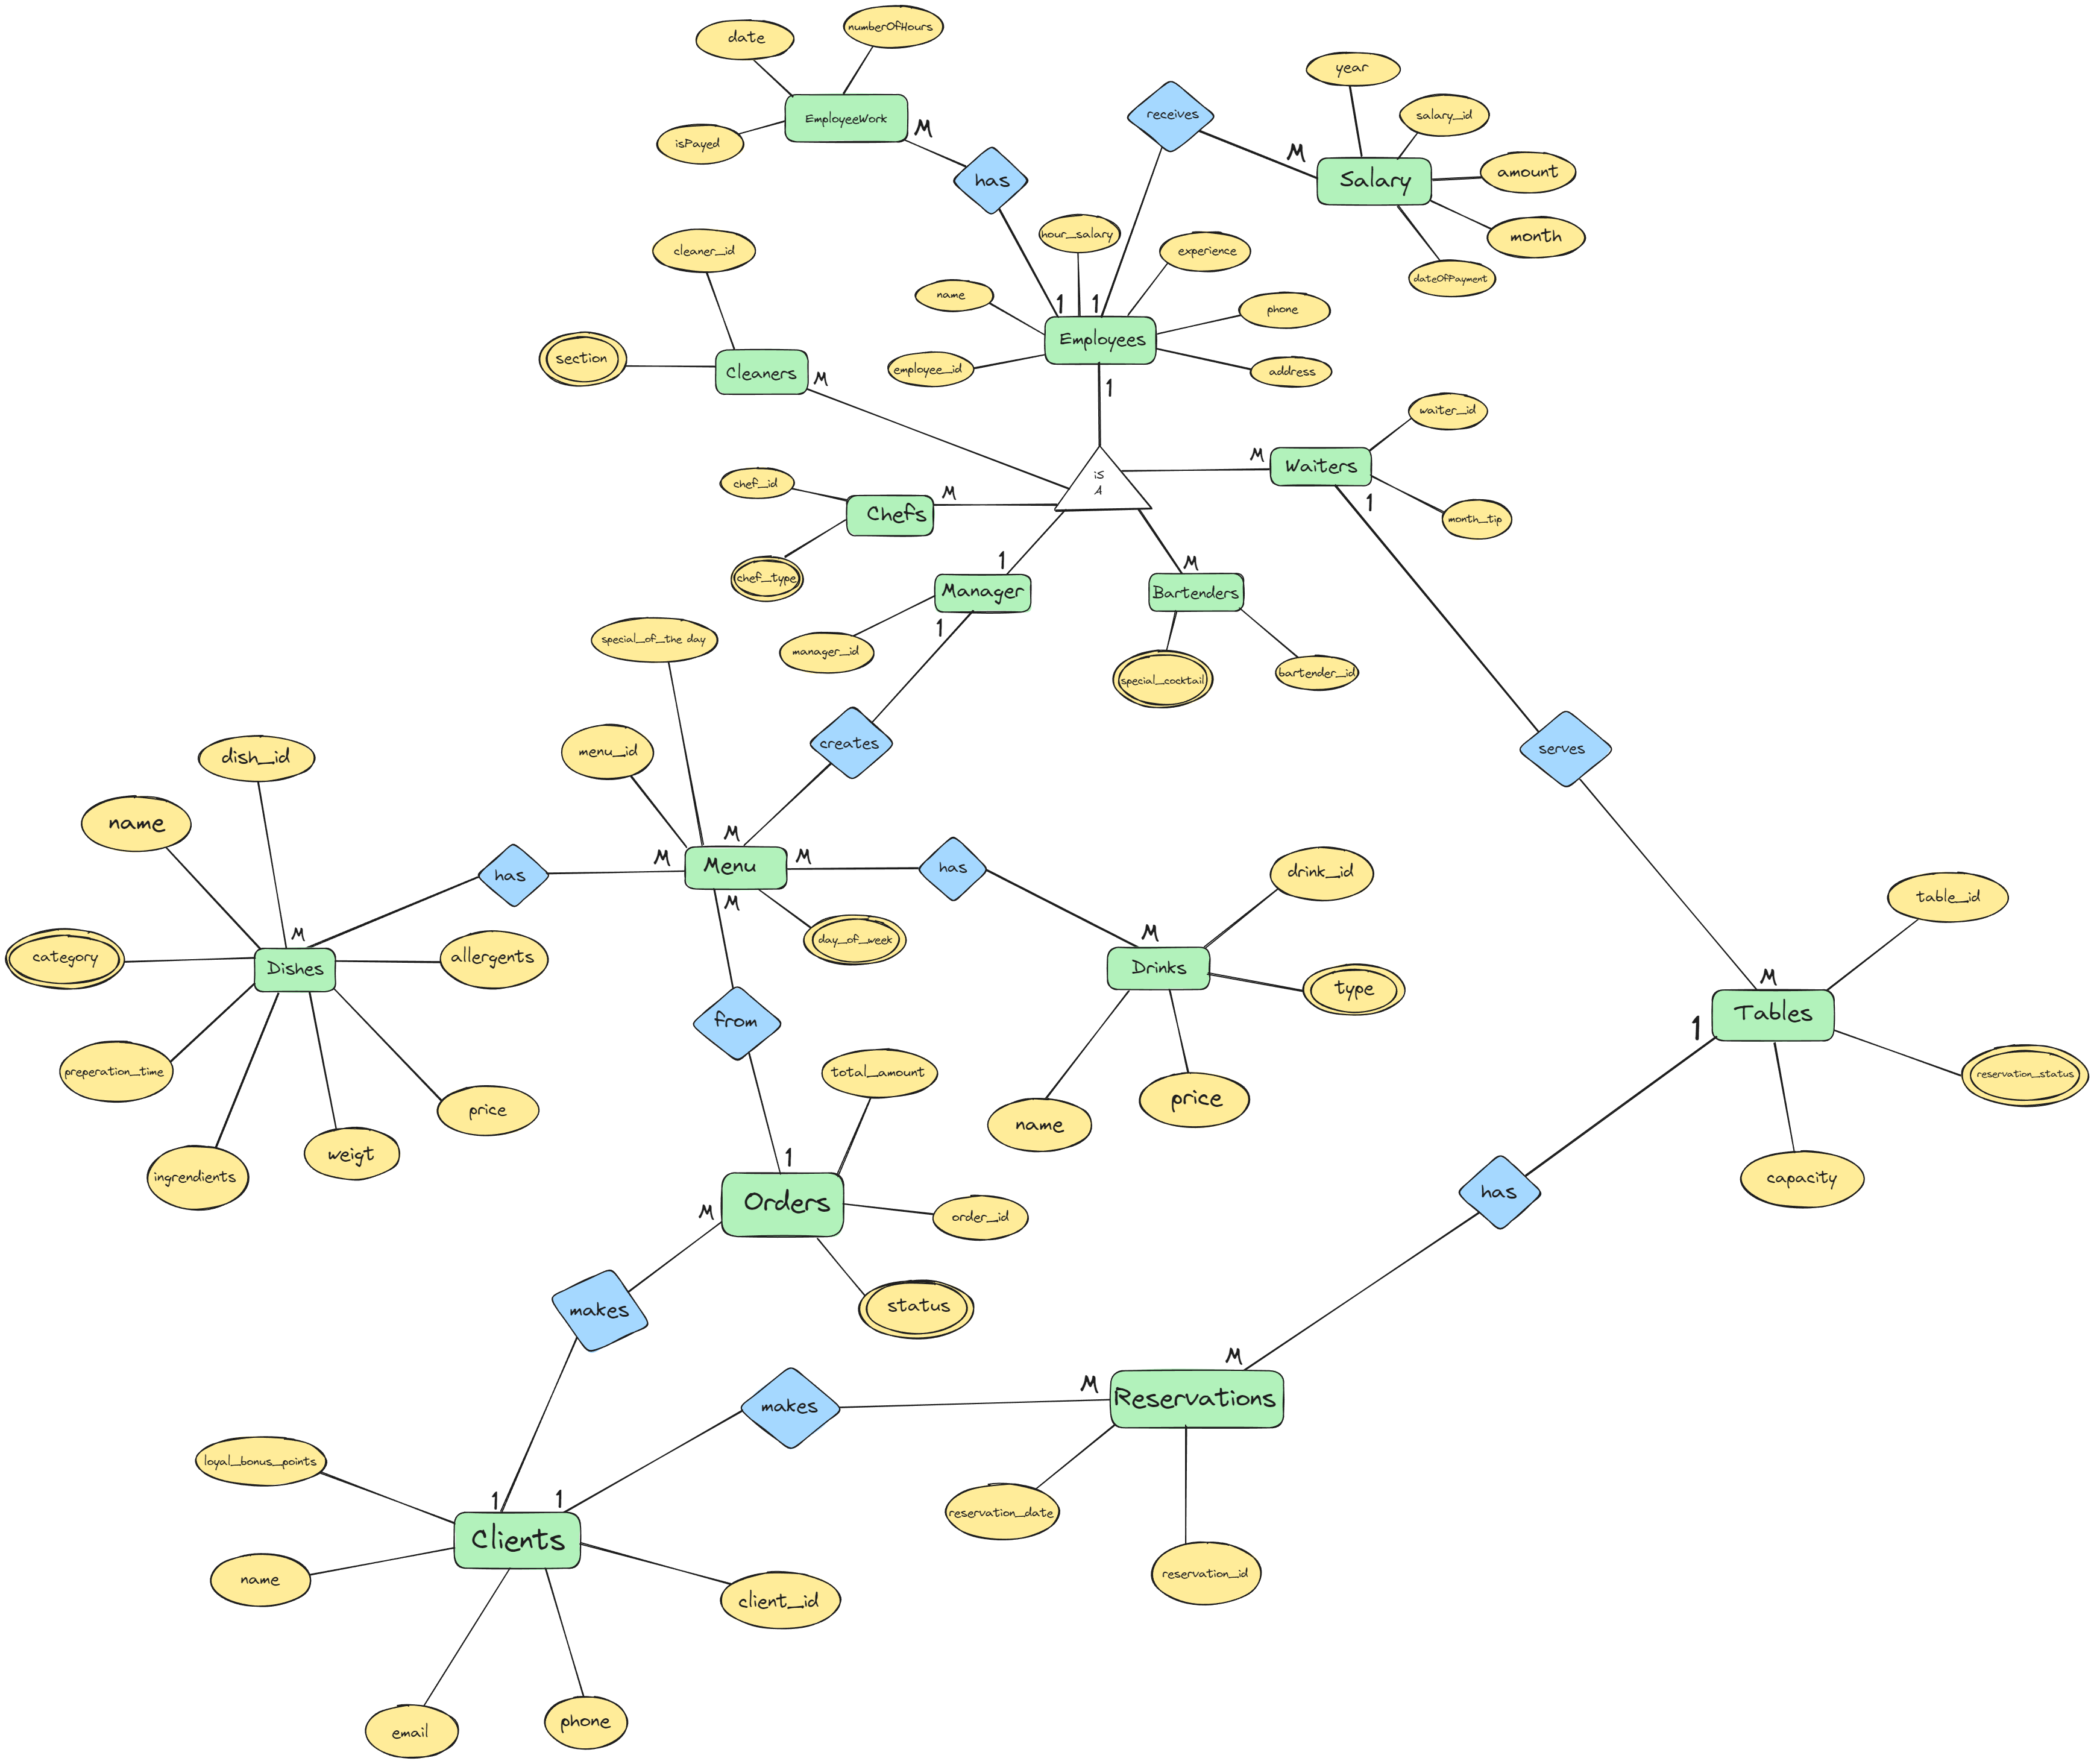 numberOfHours
date
year
receives
salary_id
EmployeeWork
M
isPayed
M
amount
Salary
has
hour_salary
month
cleaner_id
experience
dateOfPayment
name
1
1
phone
Employees
section
employee_id
address
Cleaners
M
1
waiter_id
M
Waiters
is
A
chef_id
M
1
Chefs
month_tip
1
M
chef_type
Manager
Bartenders
1
special_of_the day
manager_id
bartender_id
special_cocktail
creates
serves
menu_id
dish_id
name
M
M
M
Menu
has
has
drink_id
table_id
M
M
M
day_of_week
category
allergents
Dishes
Drinks
M
type
Tables
from
1
preperation_time
total_amount
reservation_status
price
price
name
weigt
1
ingrendients
capacity
has
Orders
M
order_id
makes
status
M
M
Reservations
makes
loyal_bonus_points
1
1
reservation_date
Clients
name
reservation_id
client_id
phone
email